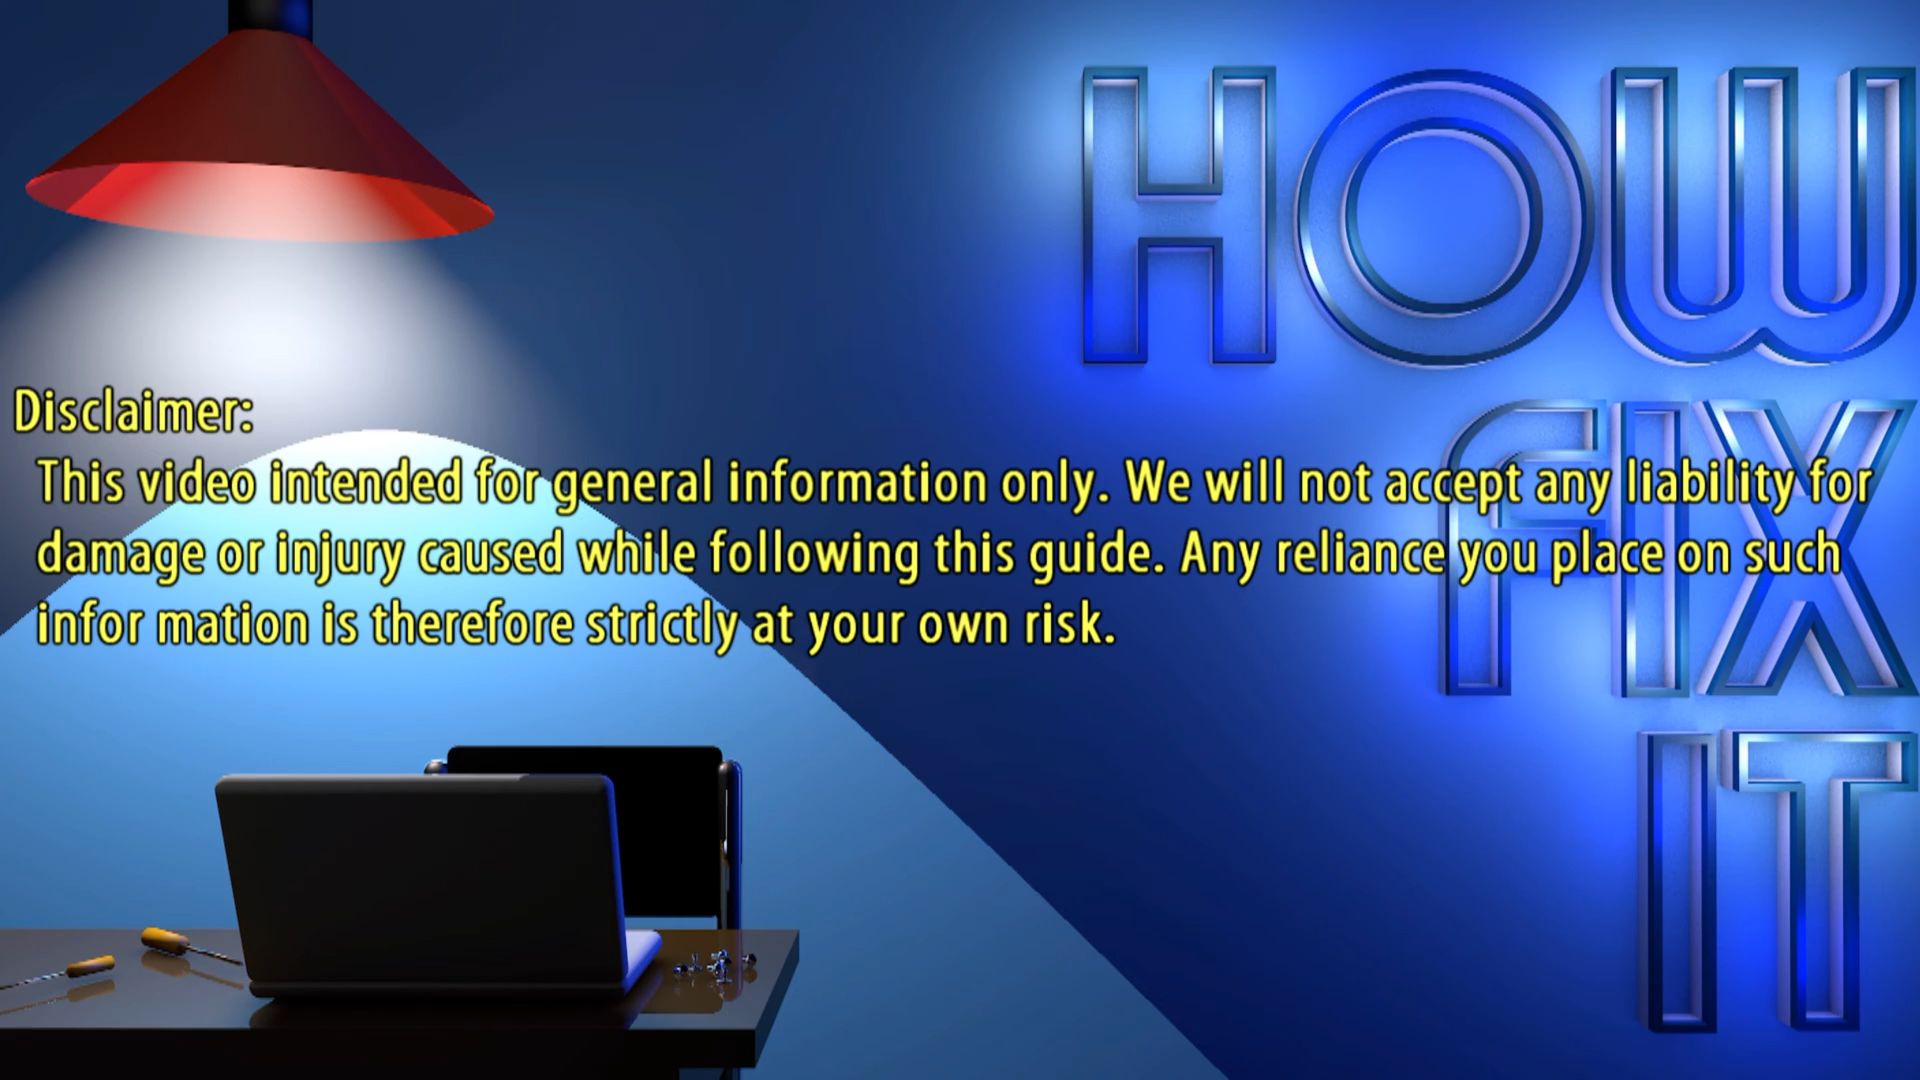 HOW
FIX
IT
Disclaimer:
This video intended for general information only. We will not accept any liability for
damage or injury caused while following this guide. Any reliance you place on such
infor mation is therefore strictly at your own risk.